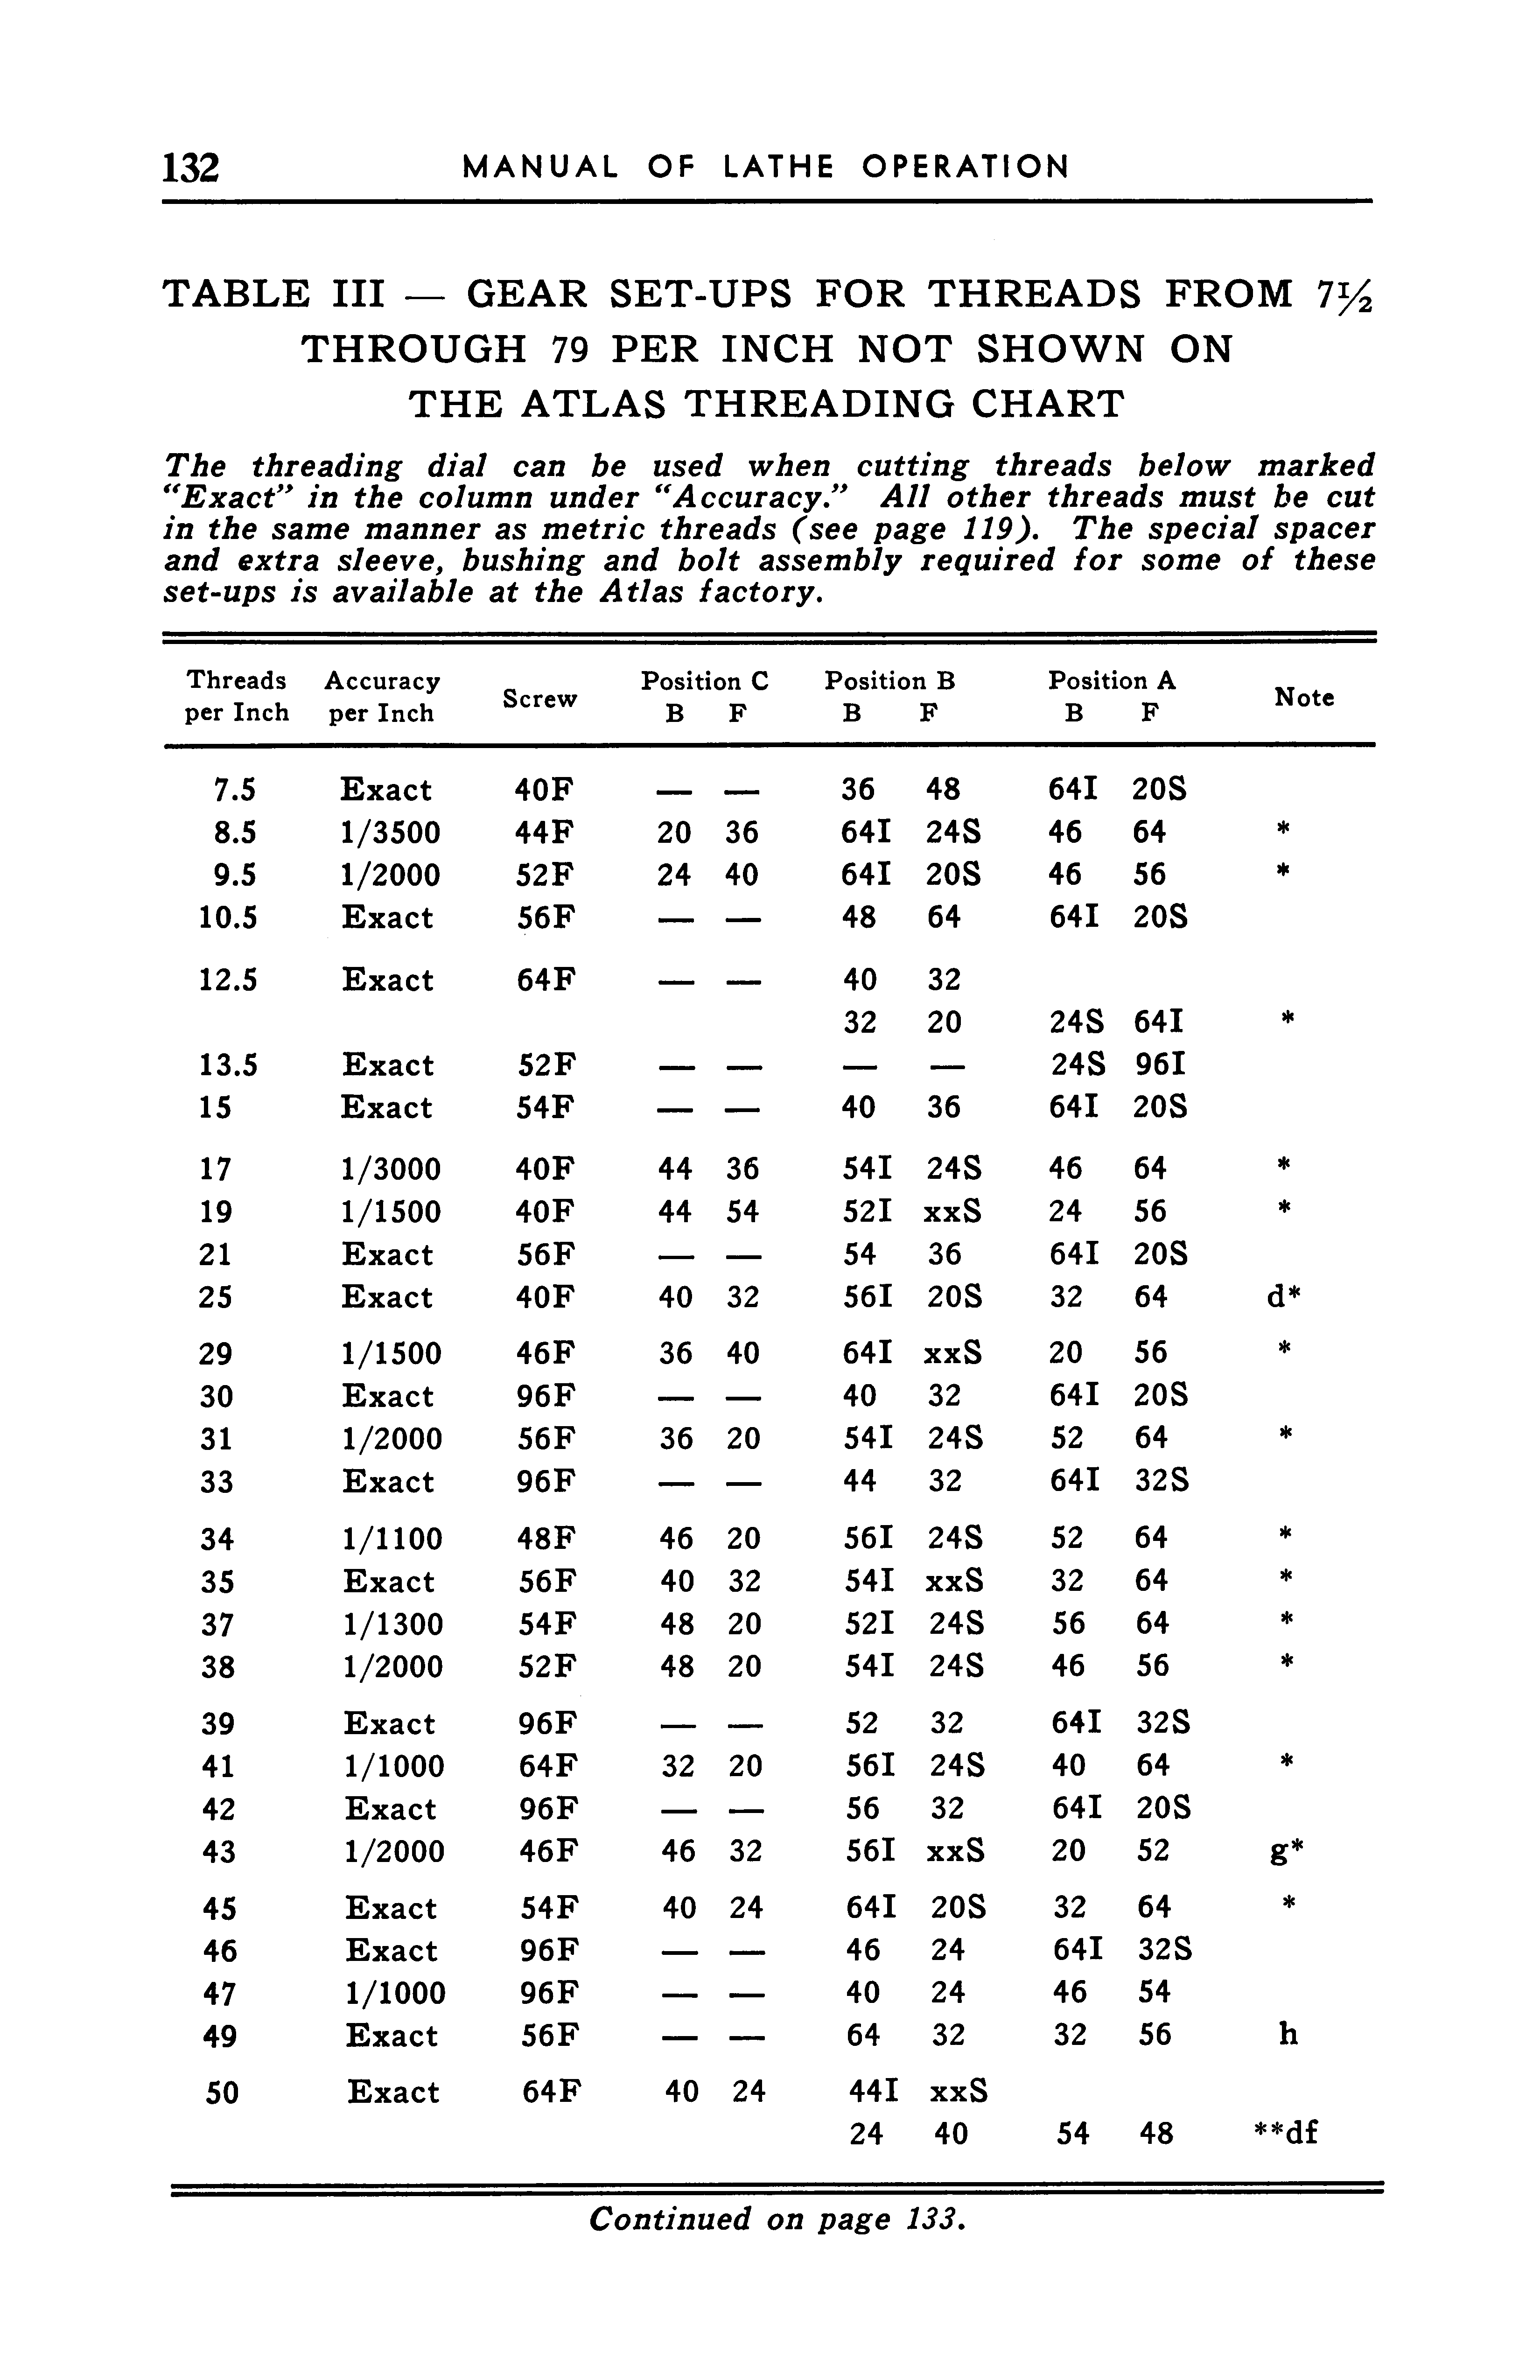 132 MANUAL OF LATHE OPERATION
TABLE III — GEAR SET-UPS FOR THREADS FROM 7½
THROUGH 79 PER INCH NOT SHOWN ON
THE ATLAS THREADING CHART
The threading dial can be used when cutting threads below marked
“Exact” in the column under “Accuracy.” All other threads must be cut
in the same manner as metric threads (see page 119). The special spacer
and extra sleeve, bushing and bolt assembly required for some of these
set-ups is available at the Atlas factory.
Threads Accuracy Screw Position C Position B Position A Note
per Inch per Inch B F B F B F
7.5 Exact 40F — — 36 48 64I 20S
8.5 1/3500 44F 20 36 64I 24S 46 64 *
9.5 1/2000 52F 24 40 64I 20S 46 56 *
10.5 Exact 56F — — 48 64 64I 20S
12.5 Exact 64F — — 40 32
32 20 24S 64I *
13.5 Exact 52F — — — — 24S 96I
15 Exact 54F — — 40 36 64I 20S
17 1/3000 40F 44 36 54I 24S 46 64 *
19 1/1500 40F 44 54 52I xxS 24 56 *
21 Exact 56F — — 54 36 64I 20S
25 Exact 40F 40 32 56I 20S 32 64 d*
29 1/1500 46F 36 40 64I xxS 20 56 *
30 Exact 96F — — 40 32 64I 20S
31 1/2000 56F 36 20 54I 24S 52 64 *
33 Exact 96F — — 44 32 64I 32S
34 1/1100 48F 46 20 56I 24S 52 64 *
35 Exact 56F 40 32 54I xxS 32 64 *
37 1/1300 54F 48 20 52I 24S 56 64 *
38 1/2000 52F 48 20 54I 24S 46 56 *
39 Exact 96F — — 52 32 64I 32S
41 1/1000 64F 32 20 56I 24S 40 64 *
42 Exact 96F — — 56 32 64I 20S
43 1/2000 46F 46 32 56I xxS 20 52 g*
45 Exact 54F 40 24 64I 20S 32 64 *
46 Exact 96F — — 46 24 64I 32S
47 1/1000 96F — — 40 24 46 54
49 Exact 56F — — 64 32 32 56 h
50 Exact 64F 40 24 44I xxS
24 40 54 48 **df
Continued on page 133.